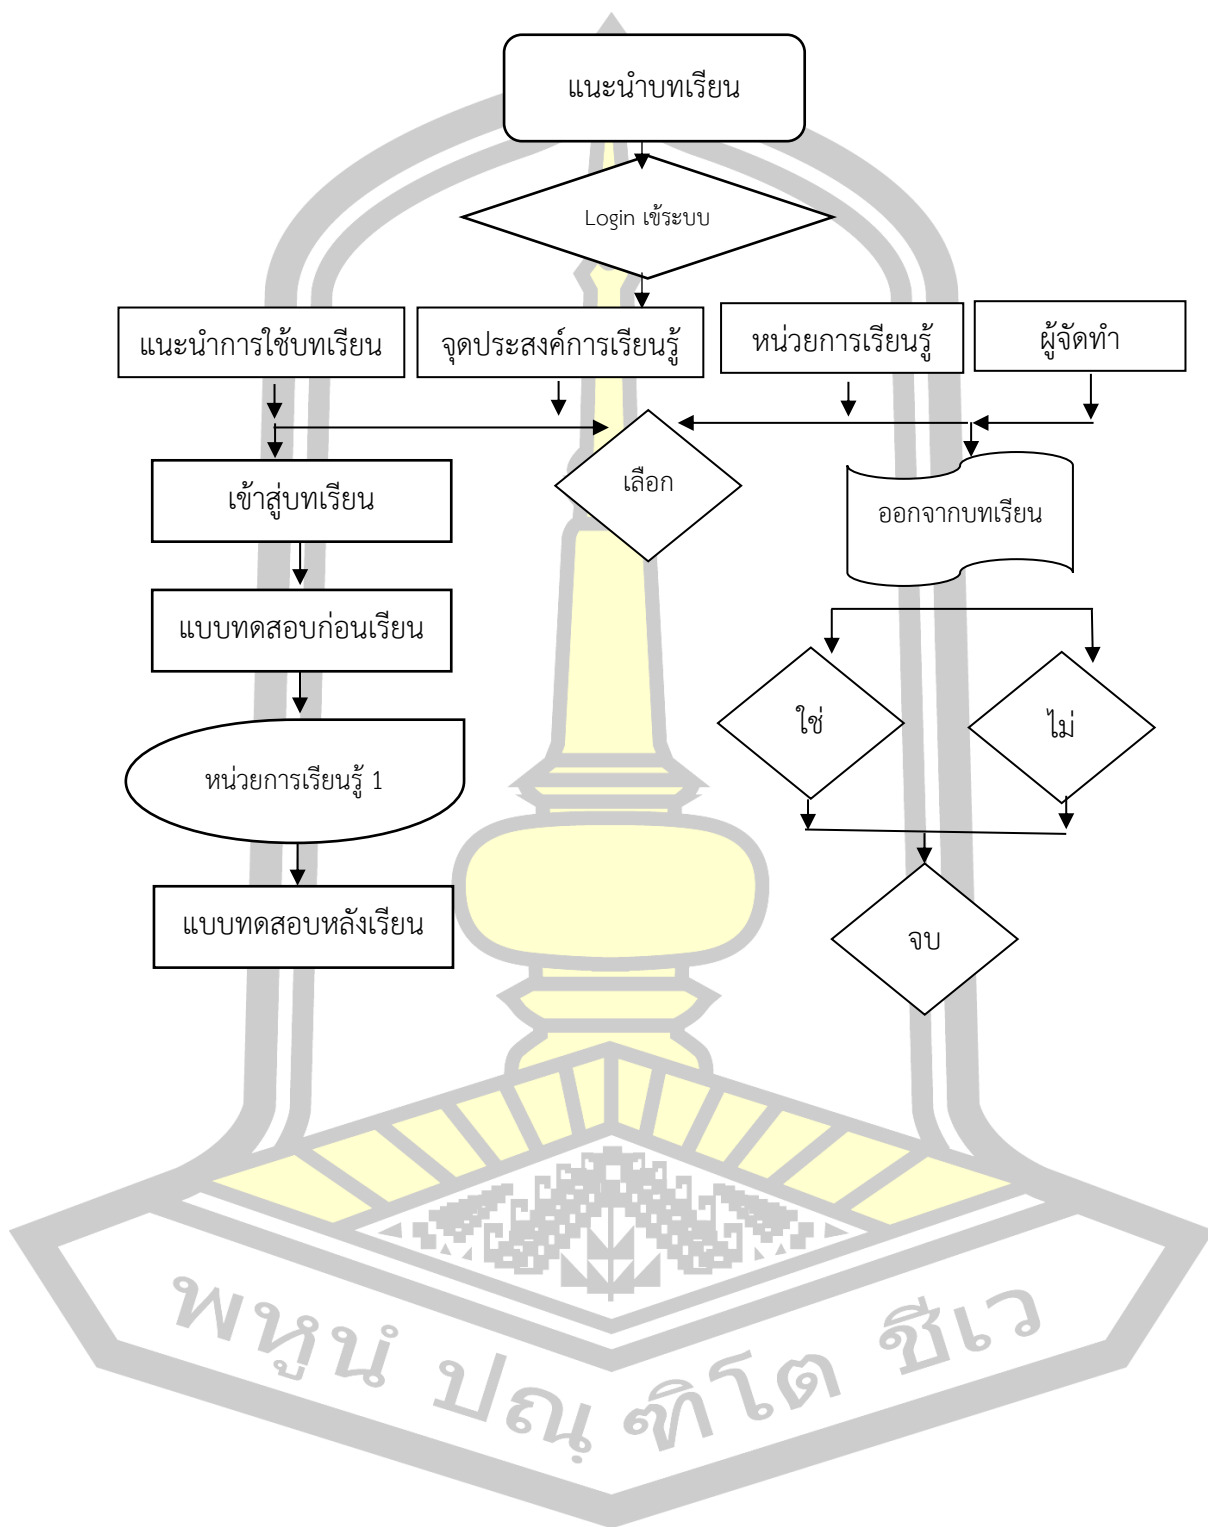 แนะนำบทเรียน
Login เข้ระบบ
แนะนำการใช้บทเรียน
จุดประสงค์การเรียนรู้
หน่วยการเรียนรู้
ผู้จัดทำ
เลือก
เข้าสู่บทเรียน
ออกจากบทเรียน
แบบทดสอบก่อนเรียน
ใช่
ไม่
หน่วยการเรียนรู้ 1
แบบทดสอบหลังเรียน
จบ
พหูนํ ปณฺ ฑิโต ชีเว